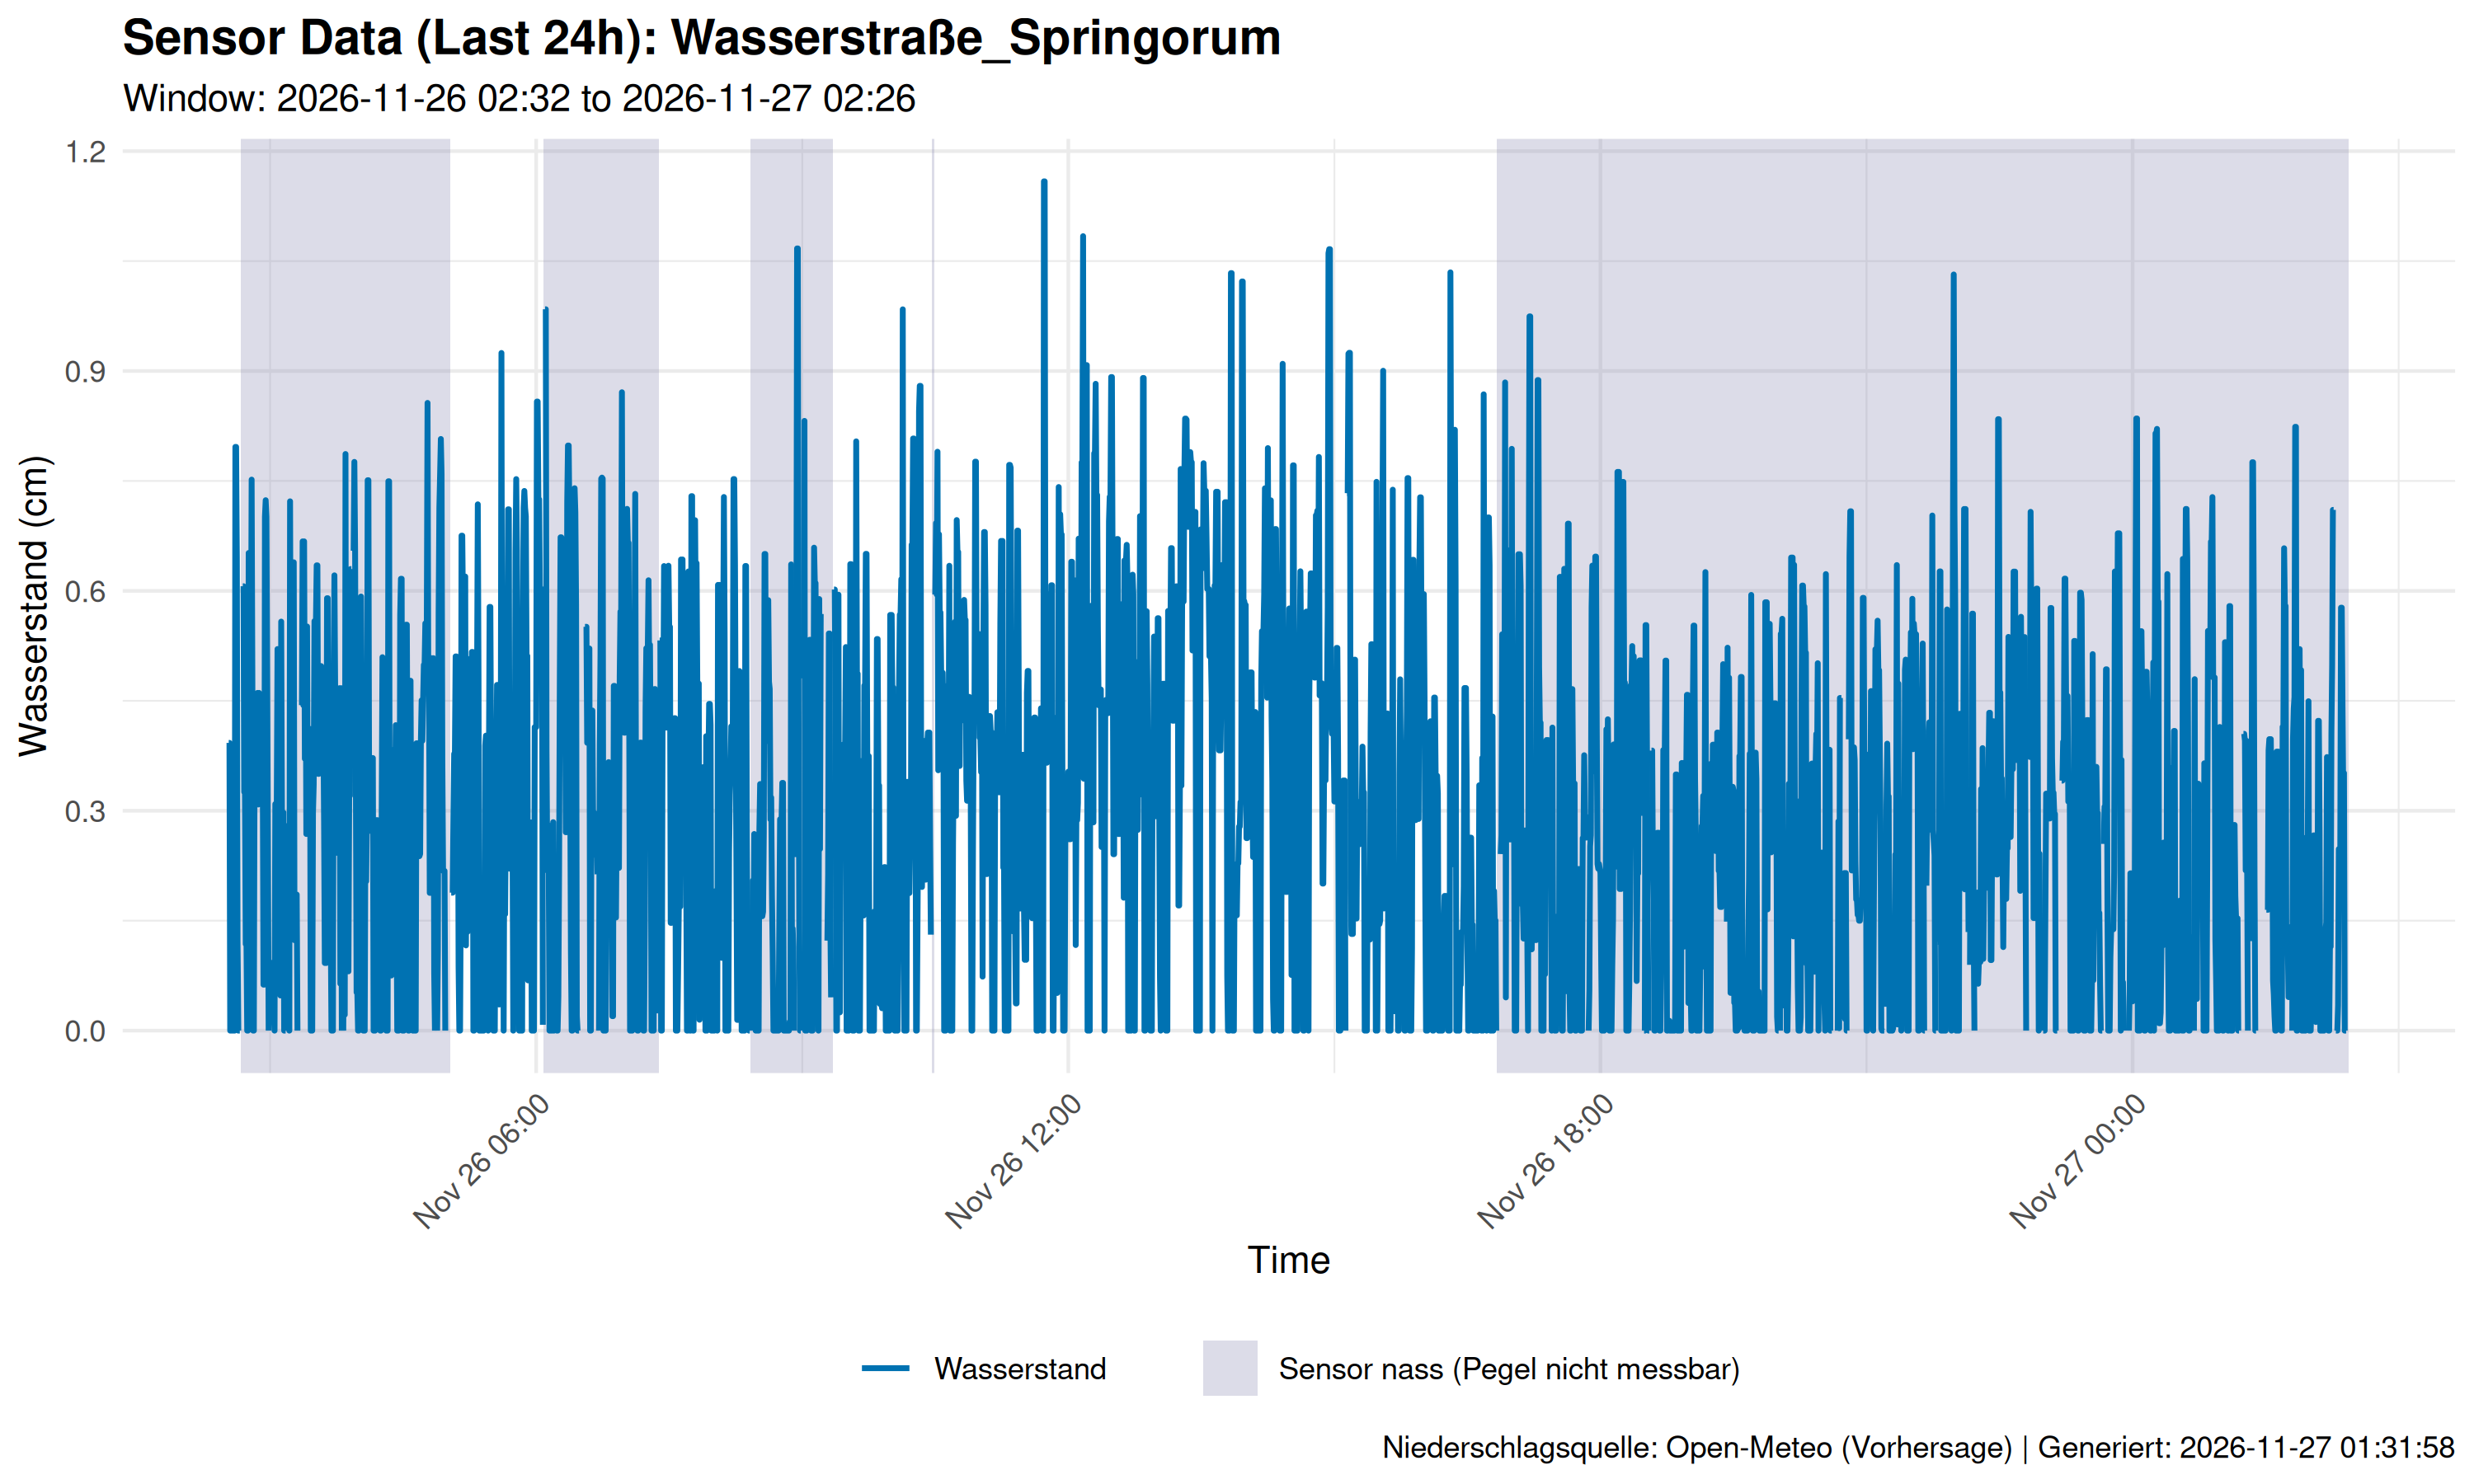 Sensor Data (Last 24h): Wasserstraße_Springorum
Window: 2026-11-26 02:32 to 2026-11-27 02:26
Wasserstand (cm)
1.2
0.9
0.6
0.3
0.0
Nov 26 06:00
Nov 26 12:00
Nov 26 18:00
Nov 27 00:00
Time
Wasserstand
Sensor nass (Pegel nicht messbar)
Niederschlagsquelle: Open-Meteo (Vorhersage) | Generiert: 2026-11-27 01:31:58